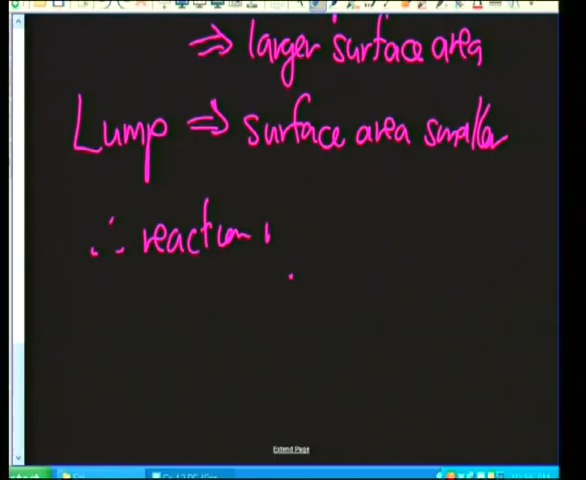 ⇒ larger surface area
Lump ⇒ surface area smaller
∴ reaction
Extend Page